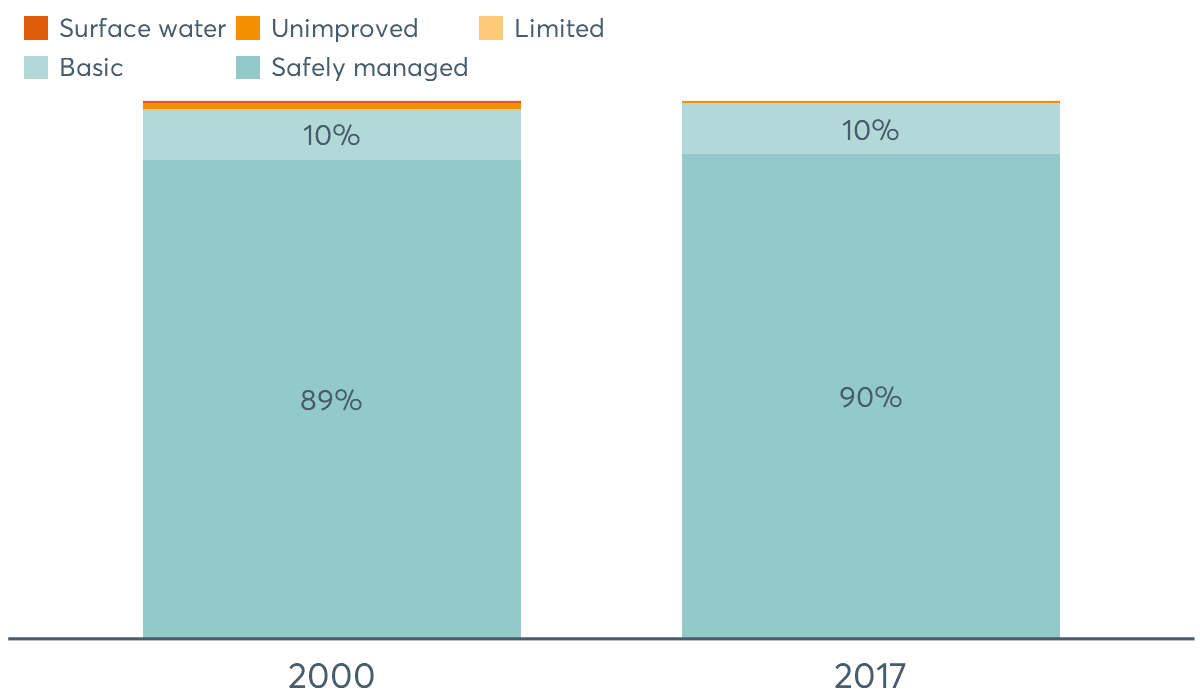 Surface water Unimproved Limited
Basic Safely managed
10% 10%
89% 90%
2000 2017